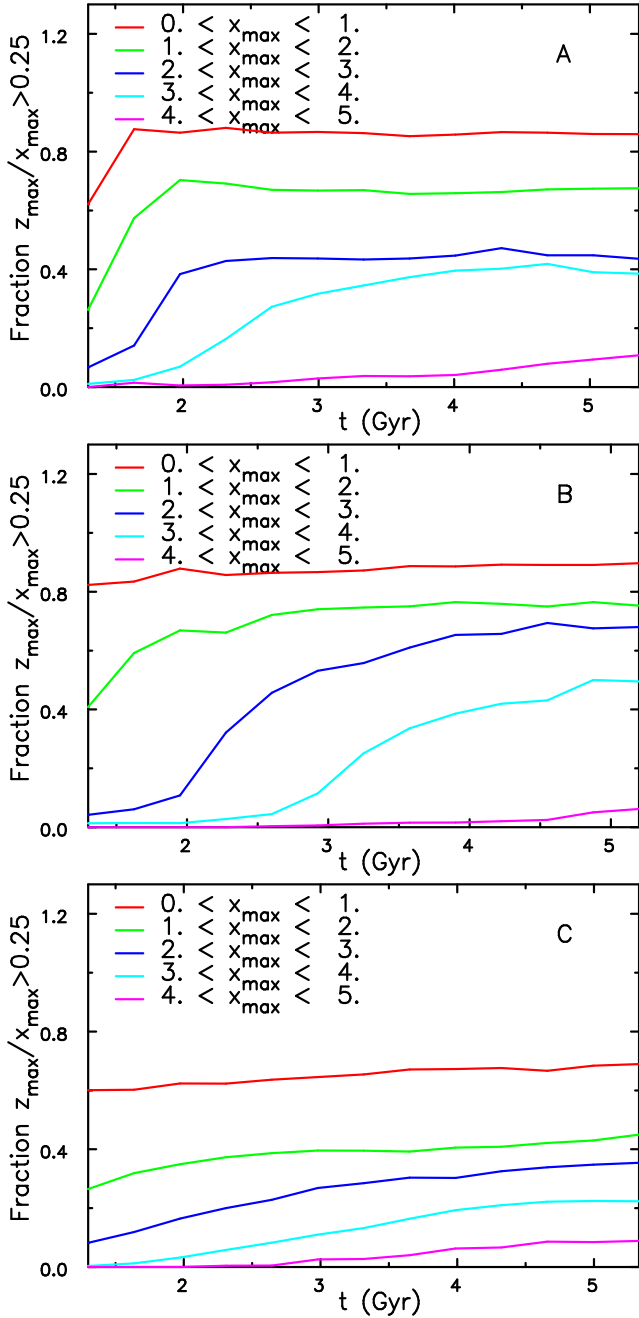 Fraction z_max/x_max>0.25
1.2
0.8
0.4
0.0
0. < x_max < 1.
1. < x_max < 2.
2. < x_max < 3.
3. < x_max < 4.
4. < x_max < 5.
A
2 3 4 5
t (Gyr)
Fraction z_max/x_max>0.25
1.2
0.8
0.4
0.0
0. < x_max < 1.
1. < x_max < 2.
2. < x_max < 3.
3. < x_max < 4.
4. < x_max < 5.
B
2 3 4 5
t (Gyr)
Fraction z_max/x_max>0.25
1.2
0.8
0.4
0.0
0. < x_max < 1.
1. < x_max < 2.
2. < x_max < 3.
3. < x_max < 4.
4. < x_max < 5.
C
2 3 4 5
t (Gyr)